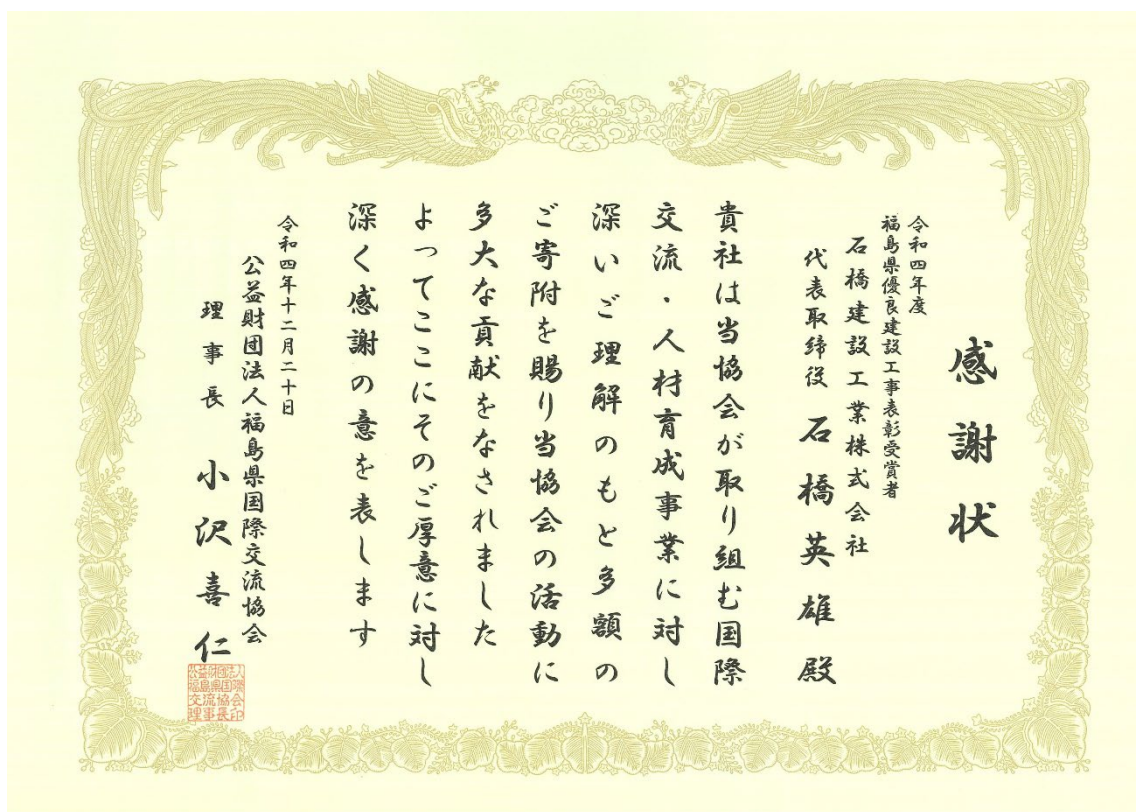 感謝状
令和四年度
福島県優良建設工事表彰受賞者
石橋建設工業株式会社
代表取締役 石橋英雄 殿
貴社は当協会が取り組む国際
交流・人材育成事業に対し
深いご理解のもと多額の
ご寄附を賜り当協会の活動に
多大な貢献をなされました
よってここにそのご厚意に対し
深く感謝の意を表します
令和四年十二月二十日
公益財団法人福島県国際交流協会
理事長 小沢喜仁